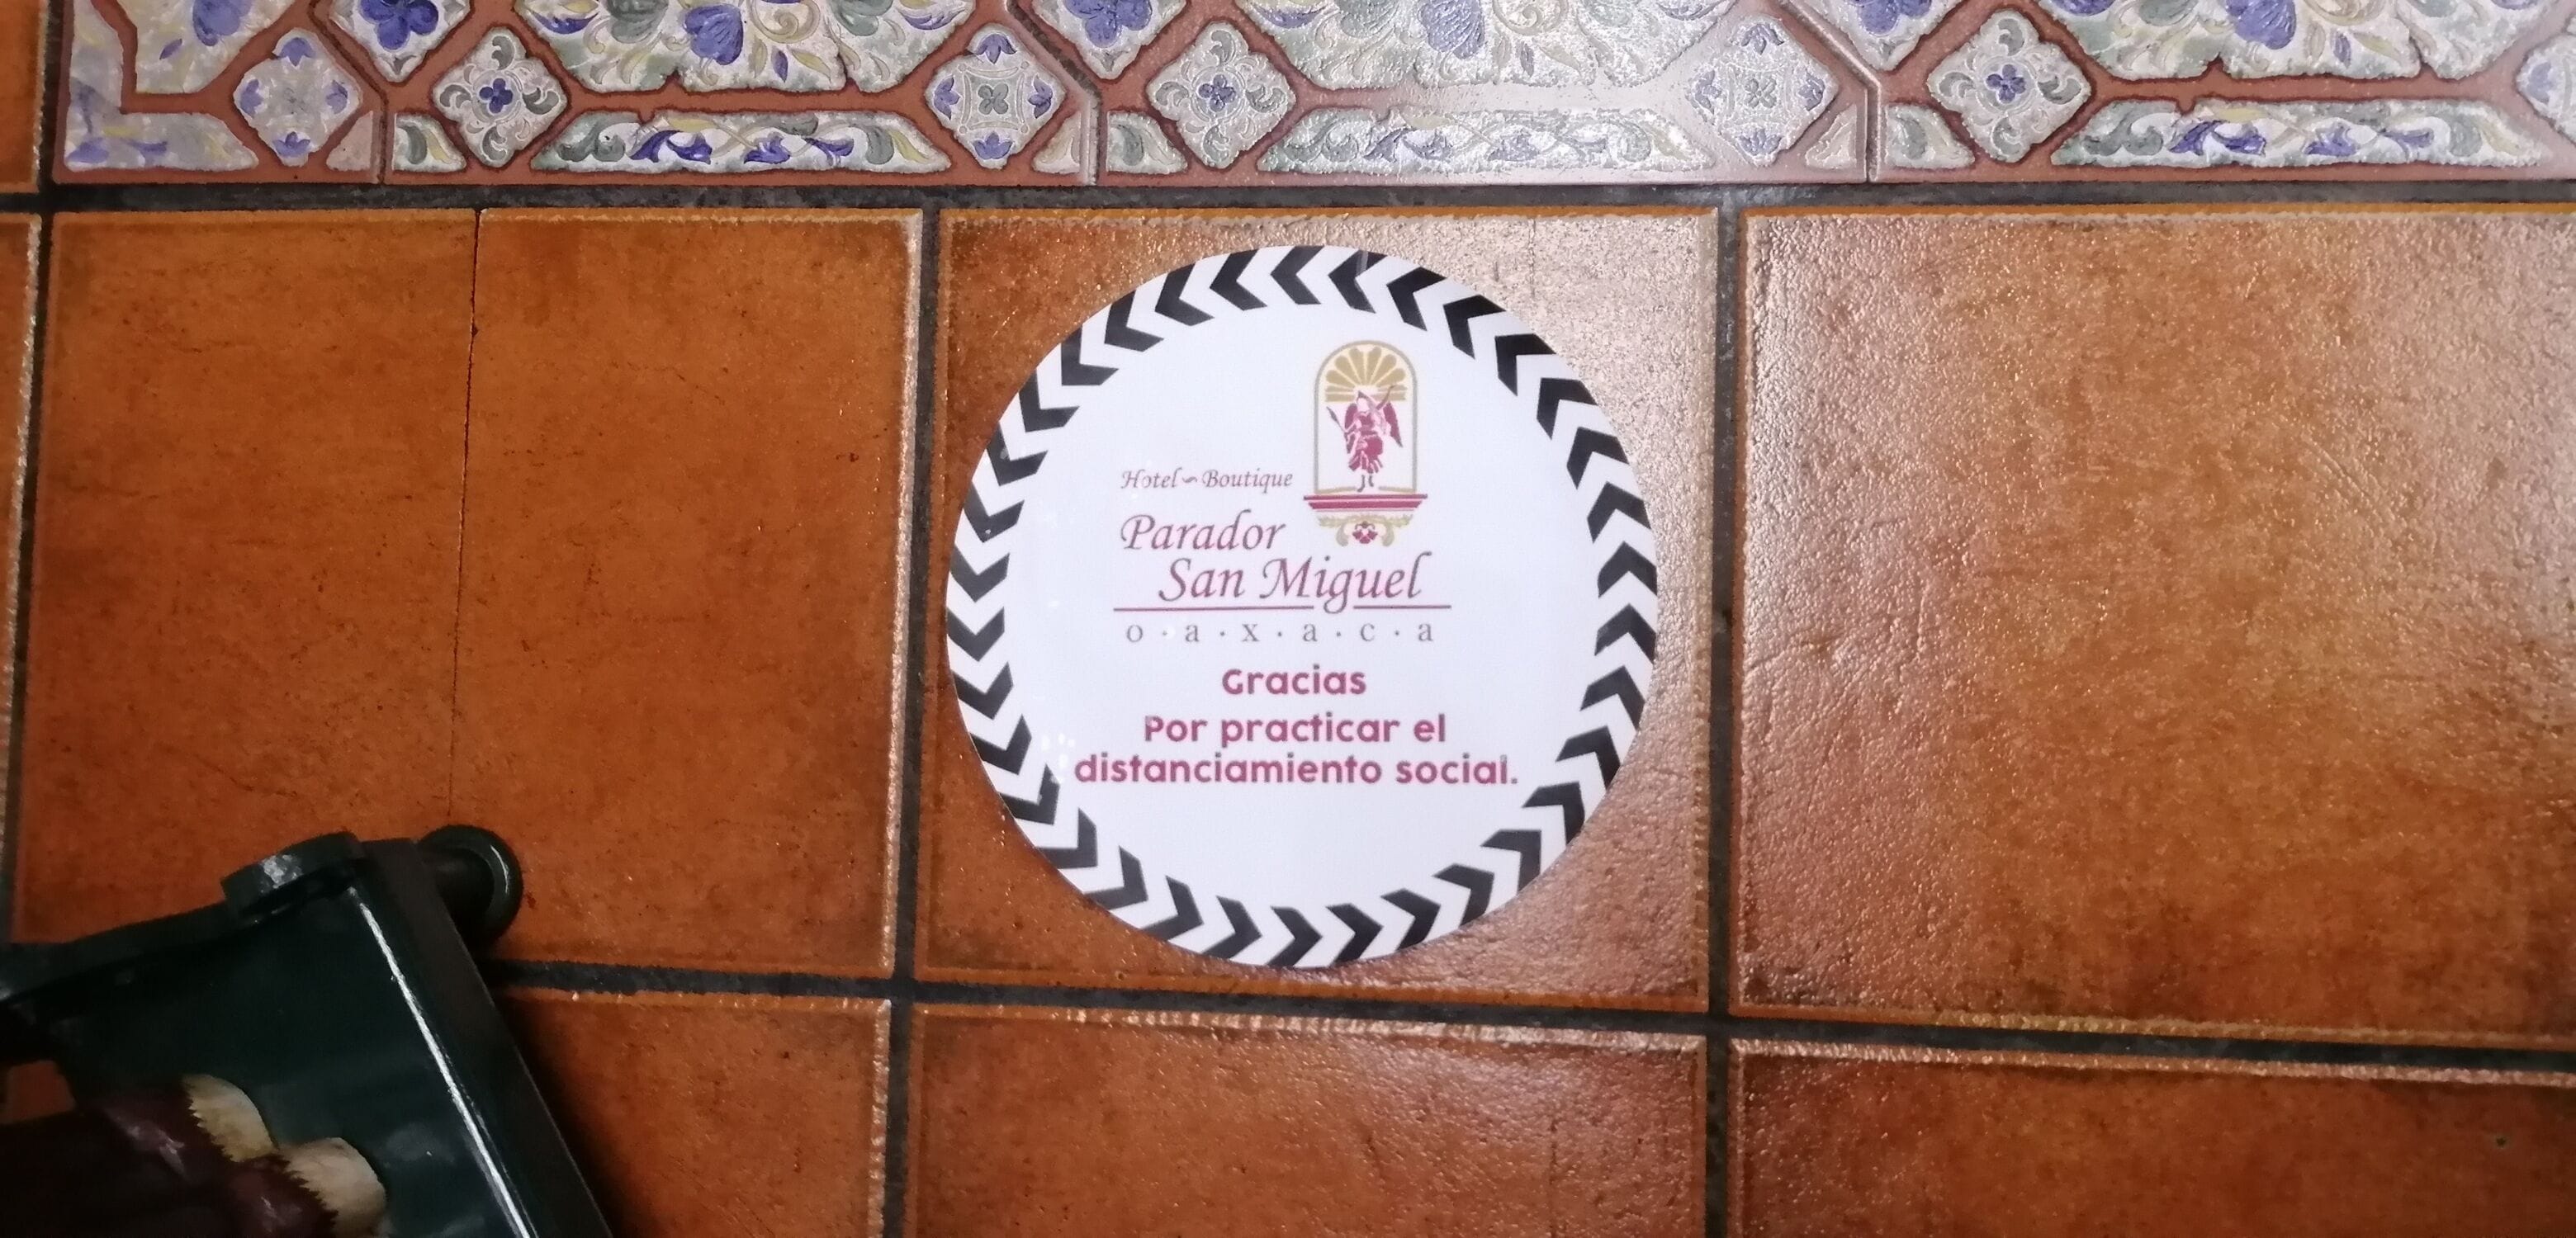 Hotel~Boutique
Parador
San Miguel
o·a·x·a·c·a
Gracias
Por practicar el
distanciamiento social.